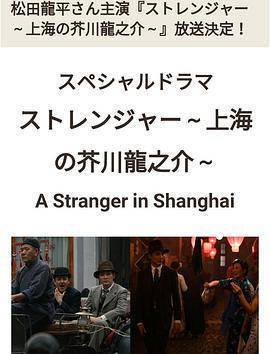 松田龍平さん主演『ストレンジャー
～上海の芥川龍之介～』放送決定！
スペシャルドラマ
ストレンジャー～上海
の芥川龍之介～
A Stranger in Shanghai